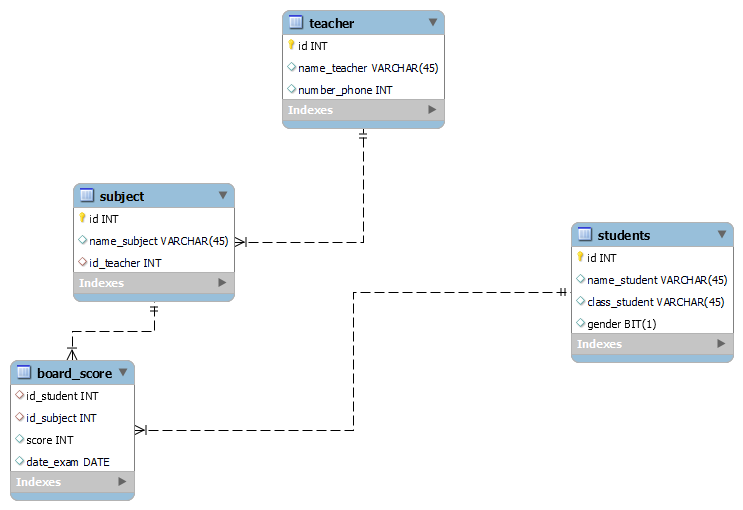 teacher
id INT
name_teacher VARCHAR(45)
number_phone INT
Indexes
subject
id INT
name_subject VARCHAR(45)
id_teacher INT
Indexes
students
id INT
name_student VARCHAR(45)
class_student VARCHAR(45)
gender BIT(1)
Indexes
board_score
id_student INT
id_subject INT
score INT
date_exam DATE
Indexes